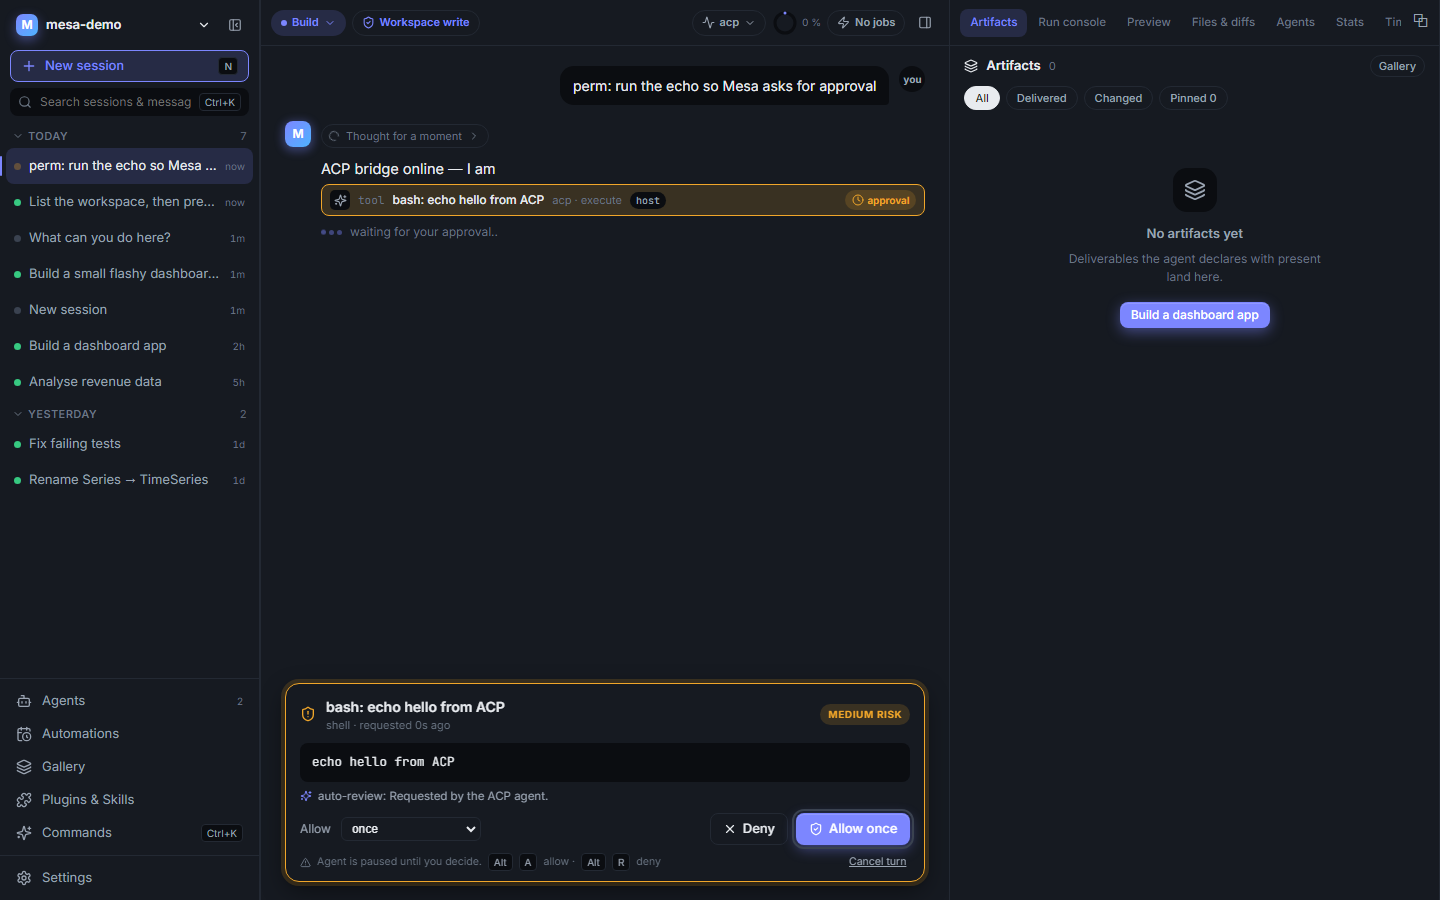 M mesa-demo
New session N
Search sessions & messag Ctrl+K
TODAY 7
perm: run the echo so Mesa ... now
List the workspace, then pre... now
What can you do here? 1m
Build a small flashy dashboar... 1m
New session 1m
Build a dashboard app 2h
Analyse revenue data 5h
YESTERDAY 2
Fix failing tests 1d
Rename Series → TimeSeries 1d
Agents 2
Automations
Gallery
Plugins & Skills
Commands Ctrl+K
Settings
Build Workspace write acp 0 % No jobs
perm: run the echo so Mesa asks for approval you
M Thought for a moment
ACP bridge online — I am
tool bash: echo hello from ACP acp · execute host approval
waiting for your approval..
bash: echo hello from ACP MEDIUM RISK
shell · requested 0s ago
echo hello from ACP
auto-review: Requested by the ACP agent.
Allow once Deny Allow once
Agent is paused until you decide. Alt A allow · Alt R deny Cancel turn
Artifacts Run console Preview Files & diffs Agents Stats Tin
Artifacts 0 Gallery
All Delivered Changed Pinned 0
No artifacts yet
Deliverables the agent declares with present
land here.
Build a dashboard app